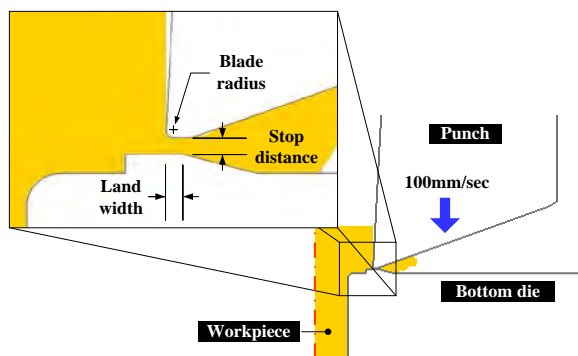 Blade
radius
Stop
distance
Land
width
Punch
100mm/sec
Bottom die
Workpiece